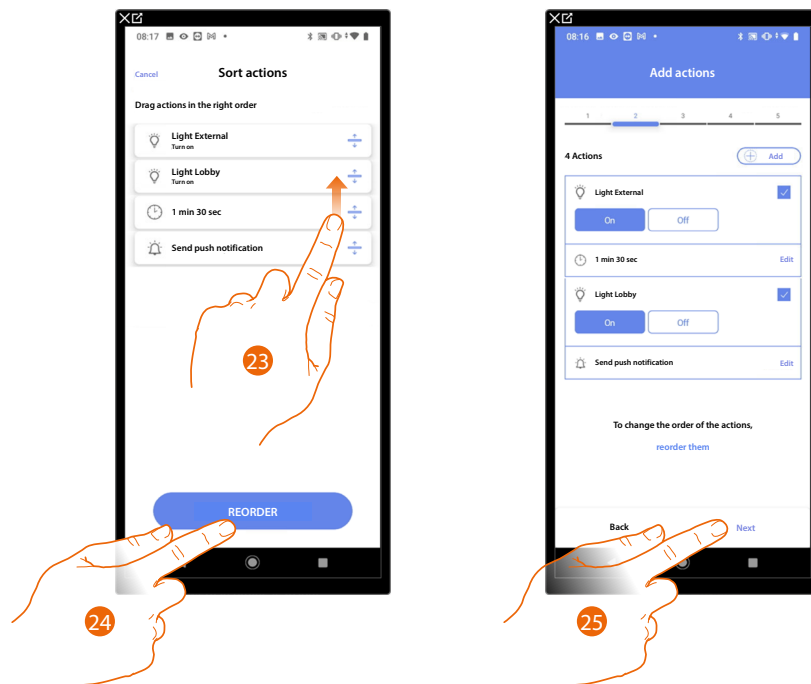 08:17
Cancel
Sort actions
Drag actions in the right order
Light External
Turn on
Light Lobby
Turn on
1 min 30 sec
Send push notification
23
REORDER
24
08:16
Add actions
1 2 3 4 5
4 Actions
Add
Light External
On Off
1 min 30 sec Edit
Light Lobby
On Off
Send push notification Edit
To change the order of the actions,
reorder them
Back Next
25